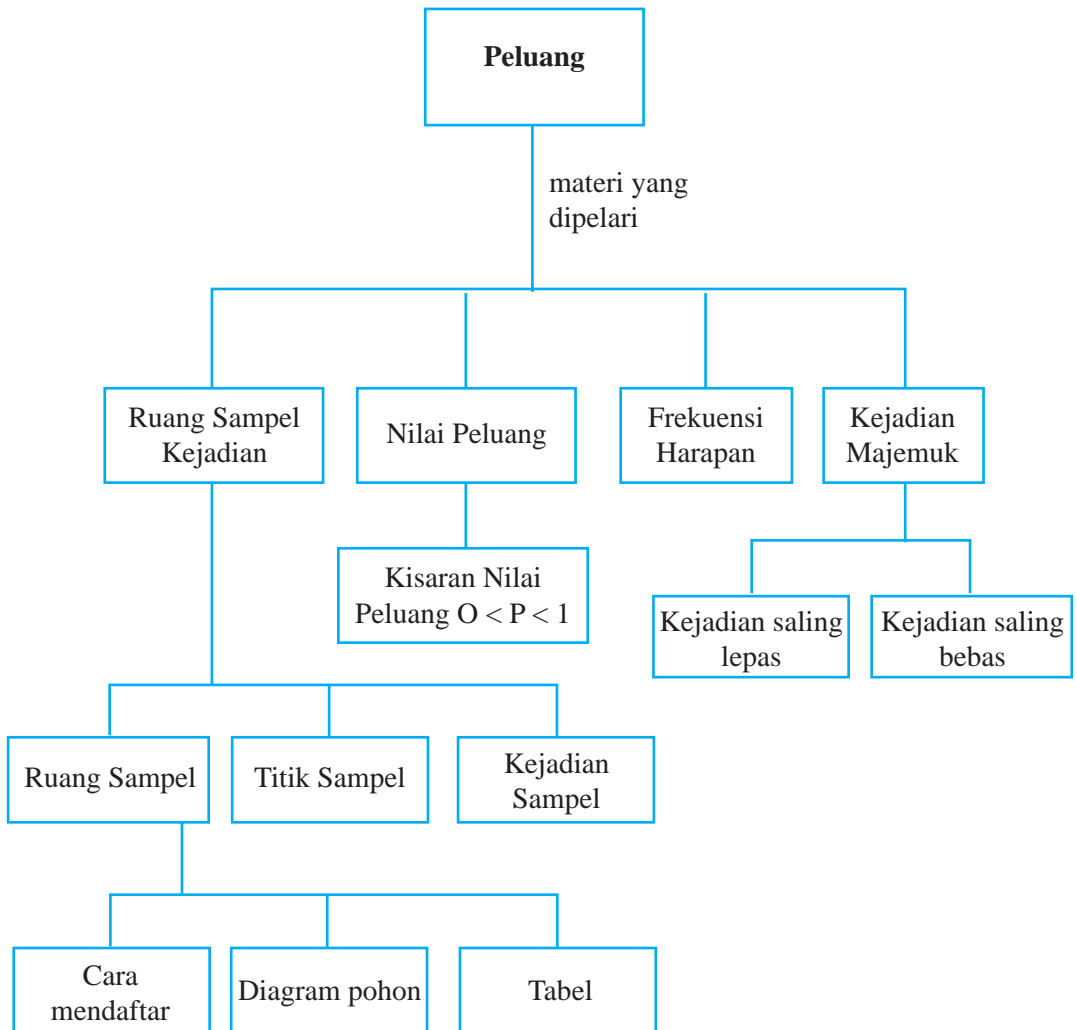 Peluang
materi yang
dipelari
Ruang Sampel
Kejadian
Nilai Peluang
Frekuensi
Harapan
Kejadian
Majemuk
Kisaran Nilai
Peluang O < P < 1
Kejadian saling
lepas
Kejadian saling
bebas
Ruang Sampel
Titik Sampel
Kejadian
Sampel
Cara
mendaftar
Diagram pohon
Tabel